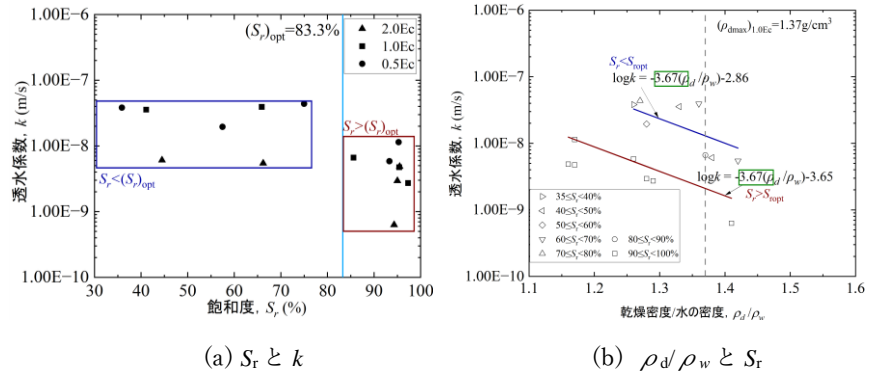 1.00E-6
1.00E-7
1.00E-8
1.00E-9
1.00E-10
透水係数, k (m/s)
(Sr)opt=83.3%
▲ 2.0Ec
■ 1.0Ec
● 0.5Ec
Sr>(Sr)opt
Sr<(Sr)opt
30 40 50 60 70 80 90 100
飽和度, Sr (%)
(a) Sr と k
1.00E-5
1.00E-6
1.00E-7
1.00E-8
1.00E-9
1.00E-10
透水係数, k (m/s)
(ρdmax)1.0Ec=1.37g/cm³
Sr<Sropt
logk = -3.67(ρd/ρw)-2.86
logk = -3.67(ρd/ρw)-3.65
Sr>Sropt
▷ 35≤Sr<40%
◁ 40≤Sr<50%
◇ 50≤Sr<60%
▽ 60≤Sr<70% ○ 80≤Sr<90%
△ 70≤Sr<80% □ 90≤Sr<100%
1.1 1.2 1.3 1.4 1.5 1.6
乾燥密度/水の密度, ρd/ρw
(b) ρd/ρw と Sr